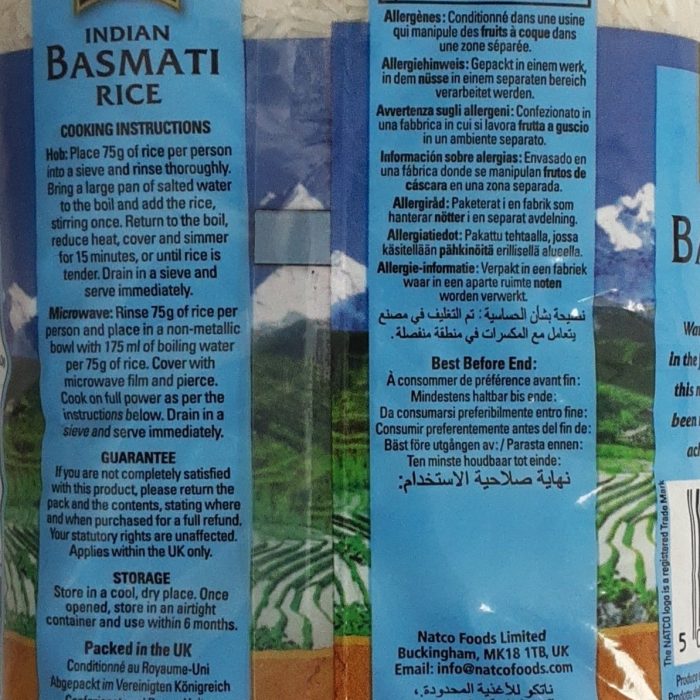 INDIAN
BASMATI
RICE
COOKING INSTRUCTIONS
Hob: Place 75g of rice per person
into a sieve and rinse thoroughly.
Bring a large pan of salted water
to the boil and add the rice,
stirring once. Return to the boil,
reduce heat, cover and simmer
for 15 minutes, or until rice is
tender. Drain in a sieve and
serve immediately.
Microwave: Rinse 75g of rice per
person and place in a non-metallic
bowl with 175 ml of boiling water
per 75g of rice. Cover with
microwave film and pierce.
Cook on full power as per the
instructions below. Drain in a
sieve and serve immediately.
GUARANTEE
If you are not completely satisfied
with this product, please return the
pack and the contents, stating where
and when purchased for a full refund.
Your statutory rights are unaffected.
Applies within the UK only.
STORAGE
Store in a cool, dry place. Once
opened, store in an airtight
container and use within 6 months.
Packed in the UK
Conditionné au Royaume-Uni
Abgepackt im Vereinigten Königreich
Allergènes: Conditionné dans une usine
qui manipule des fruits à coque dans
une zone séparée.
Allergiehinweis: Gepackt in einem werk,
in dem nüsse in einem separaten bereich
verarbeitet werden.
Avvertenza sugli allergeni: Confezionato in
una fabbrica in cui si lavora frutta a guscio
in un ambiente separato.
Información sobre alergias: Envasado en
una fábrica donde se manipulan frutos de
cáscara en una zona separada.
Allergiråd: Paketerat i en fabrik som
hanterar nötter i en separat avdelning.
Allergiatiedot: Pakattu tehtaalla, jossa
käsitellään pähkinöitä erillisellä alueella.
Allergie-informatie: Verpakt in een fabriek
waar in een aparte ruimte noten
worden verwerkt.
نصيحة بشأن الحساسية : تم التغليف في مصنع
يتعامل مع المكسرات في منطقة منفصلة .
Best Before End:
À consommer de préférence avant fin:
Mindestens haltbar bis ende:
Da consumarsi preferibilmente entro fine:
Consumir preferentemente antes del fin de:
Bäst före utgången av: / Parasta ennen:
Ten minste houdbaar tot einde:
نهاية صلاحية الاستخدام:
Natco Foods Limited
Buckingham, MK18 1TB, UK
Email: info@natcofoods.com
ناتكو للأغذية المحدودة،
In the
this
been
The NATCO logo is a registered Trade Mark
5